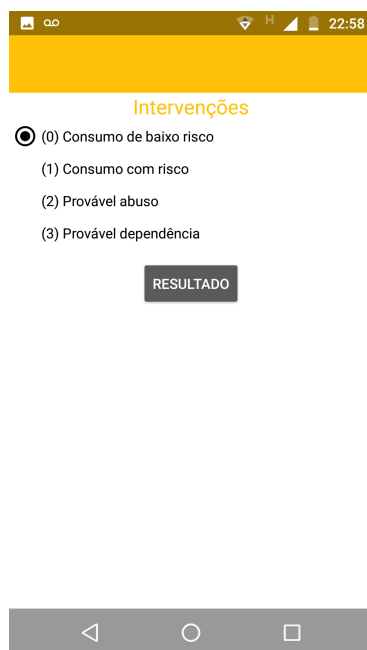 H 22:58
Intervenções
(0) Consumo de baixo risco
(1) Consumo com risco
(2) Provável abuso
(3) Provável dependência
RESULTADO